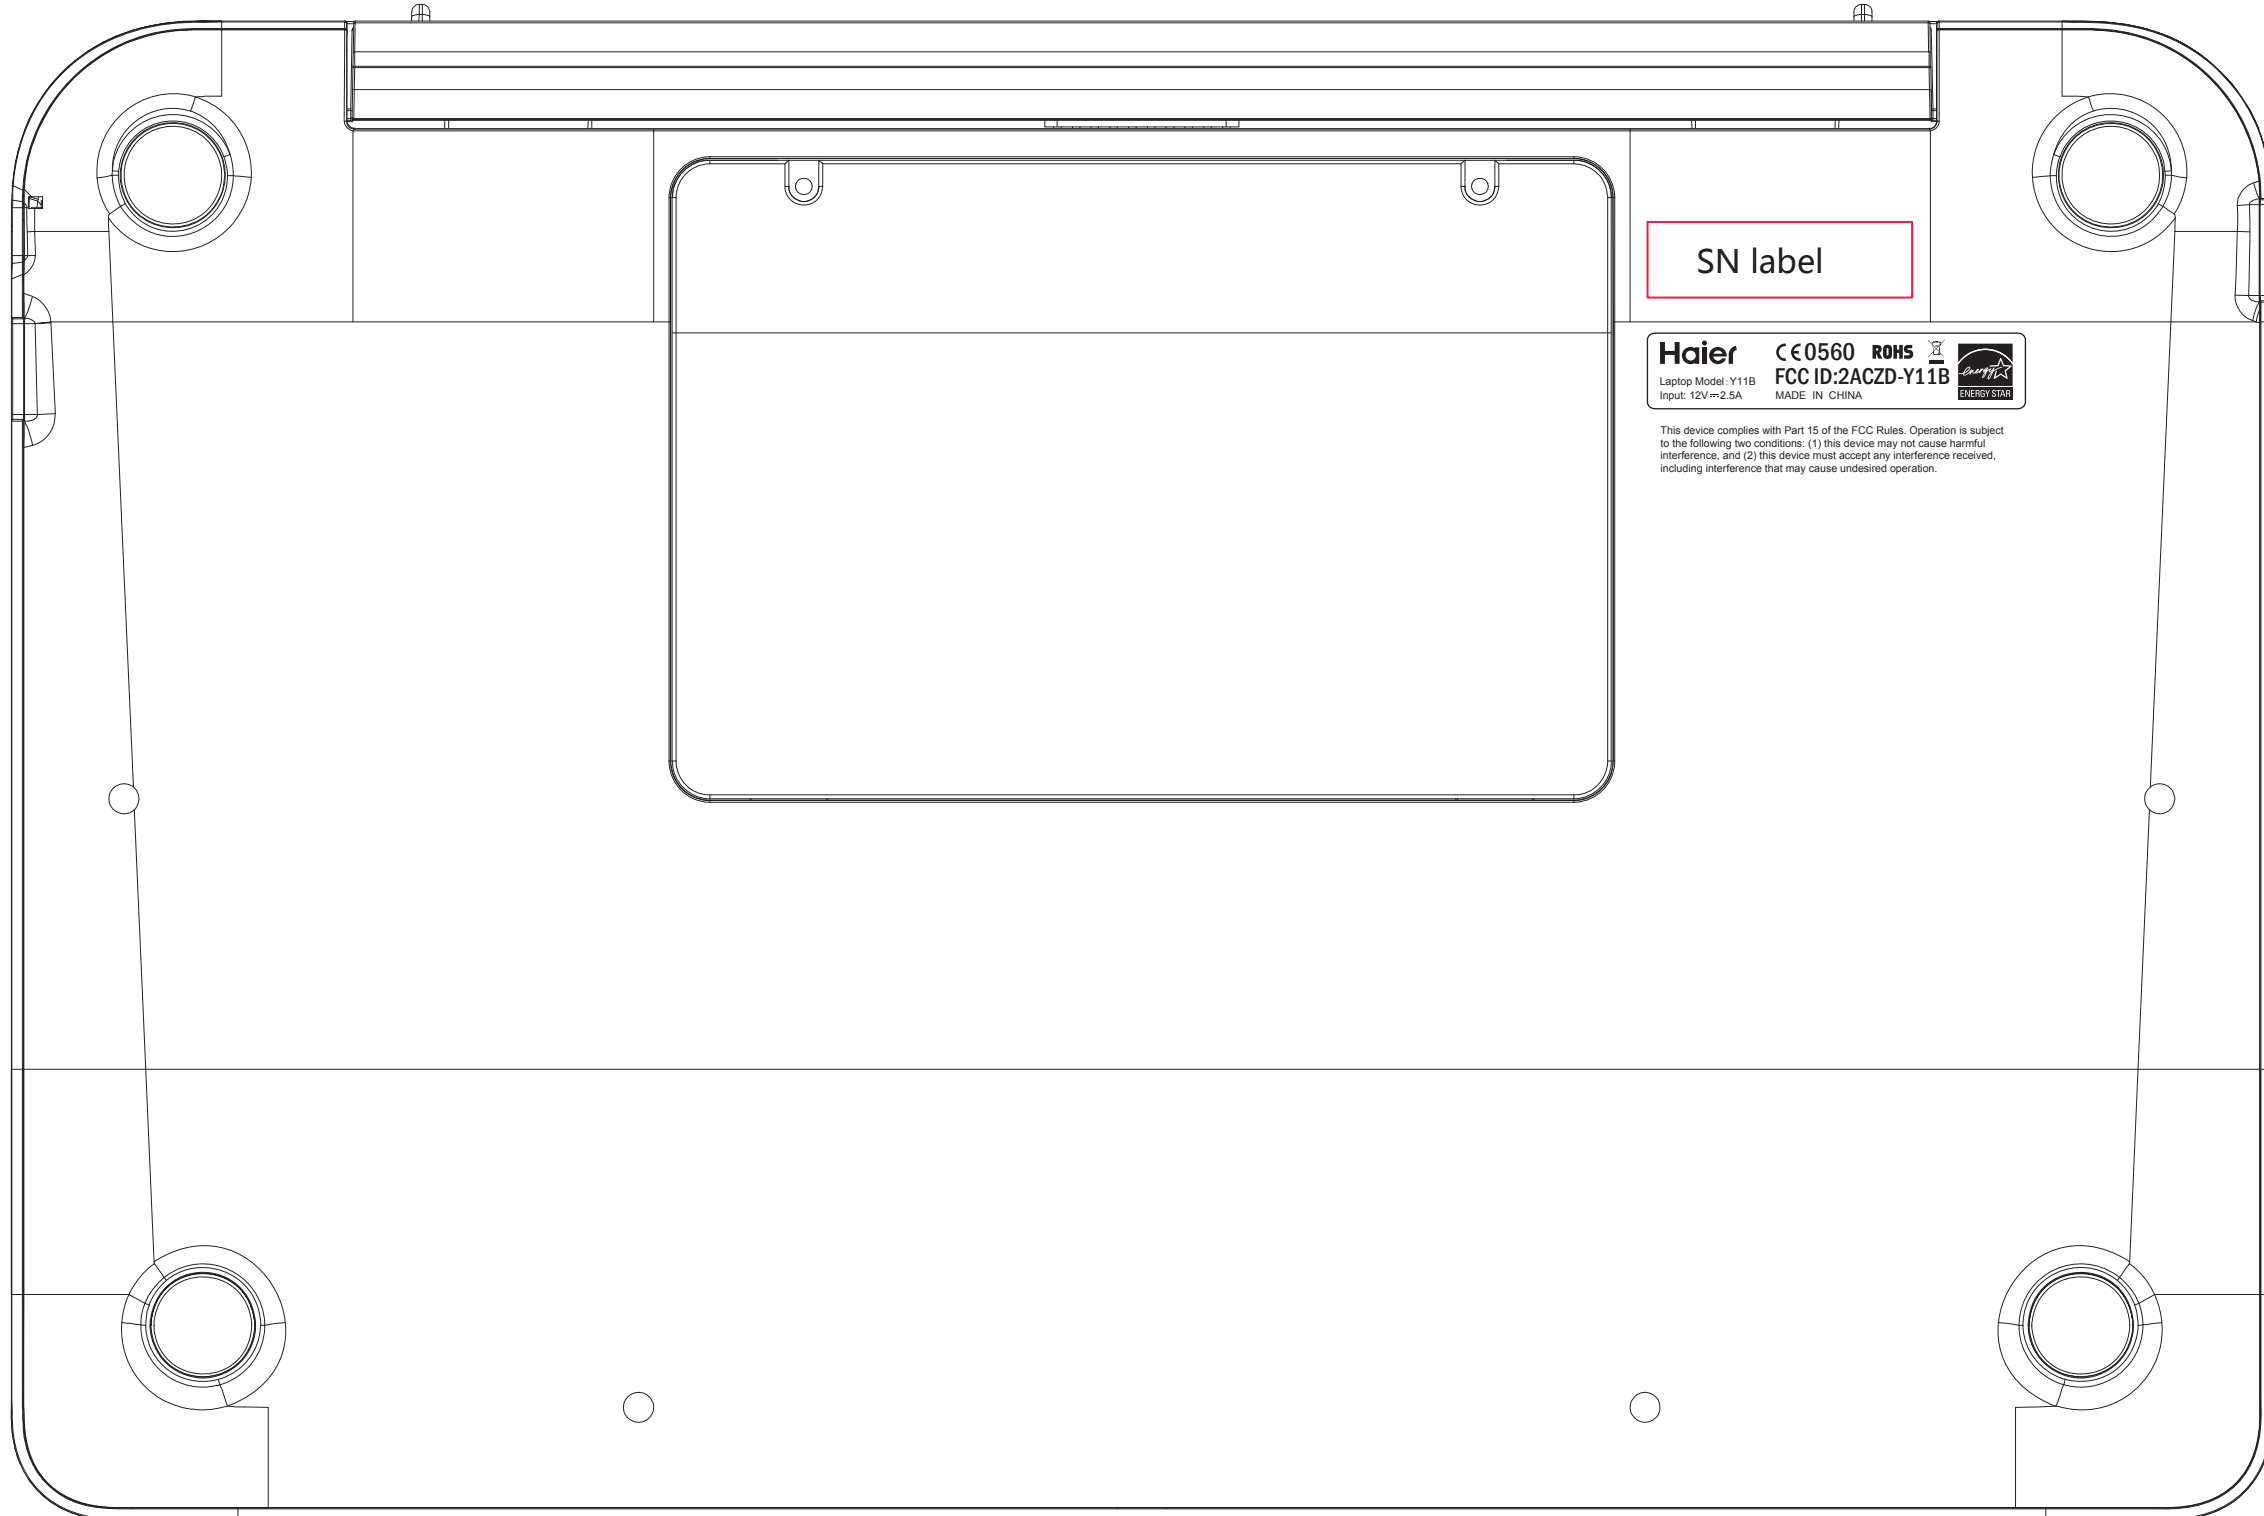 SN label
Haier CE0560 ROHS
Laptop Model : Y11B FCC ID:2ACZD-Y11B
Input: 12V⎓2.5A MADE IN CHINA
energy
ENERGY STAR
This device complies with Part 15 of the FCC Rules. Operation is subject
to the following two conditions: (1) this device may not cause harmful
interference, and (2) this device must accept any interference received,
including interference that may cause undesired operation.